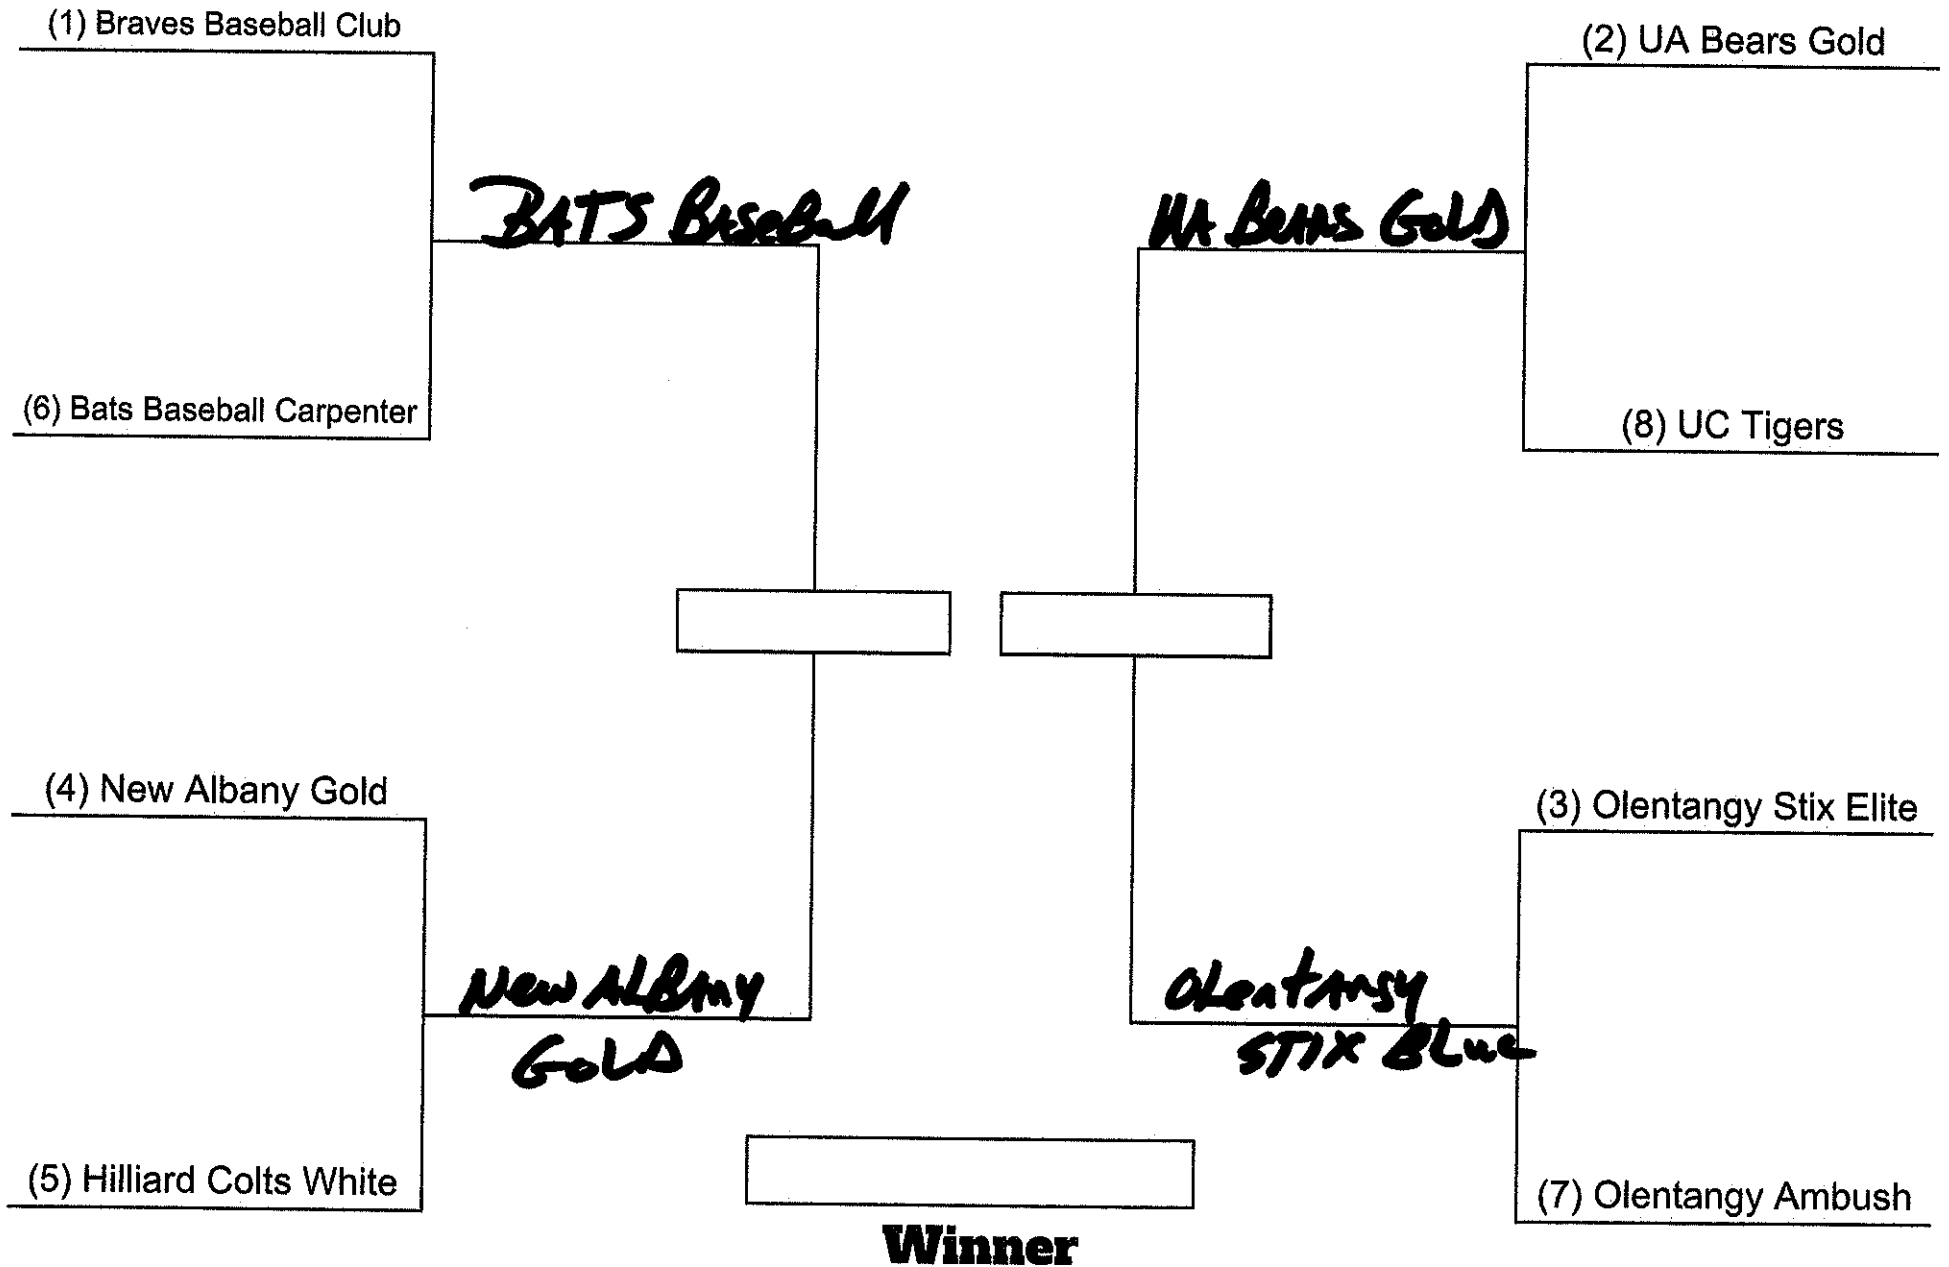 (1) Braves Baseball Club
(2) UA Bears Gold
BATS BASeBall
UA BeARS GoLD
(6) Bats Baseball Carpenter
(8) UC Tigers
(4) New Albany Gold
(3) Olentangy Stix Elite
New ALBAny
GoLD
OLentAngy
STIX BLue
(5) Hilliard Colts White
(7) Olentangy Ambush
Winner